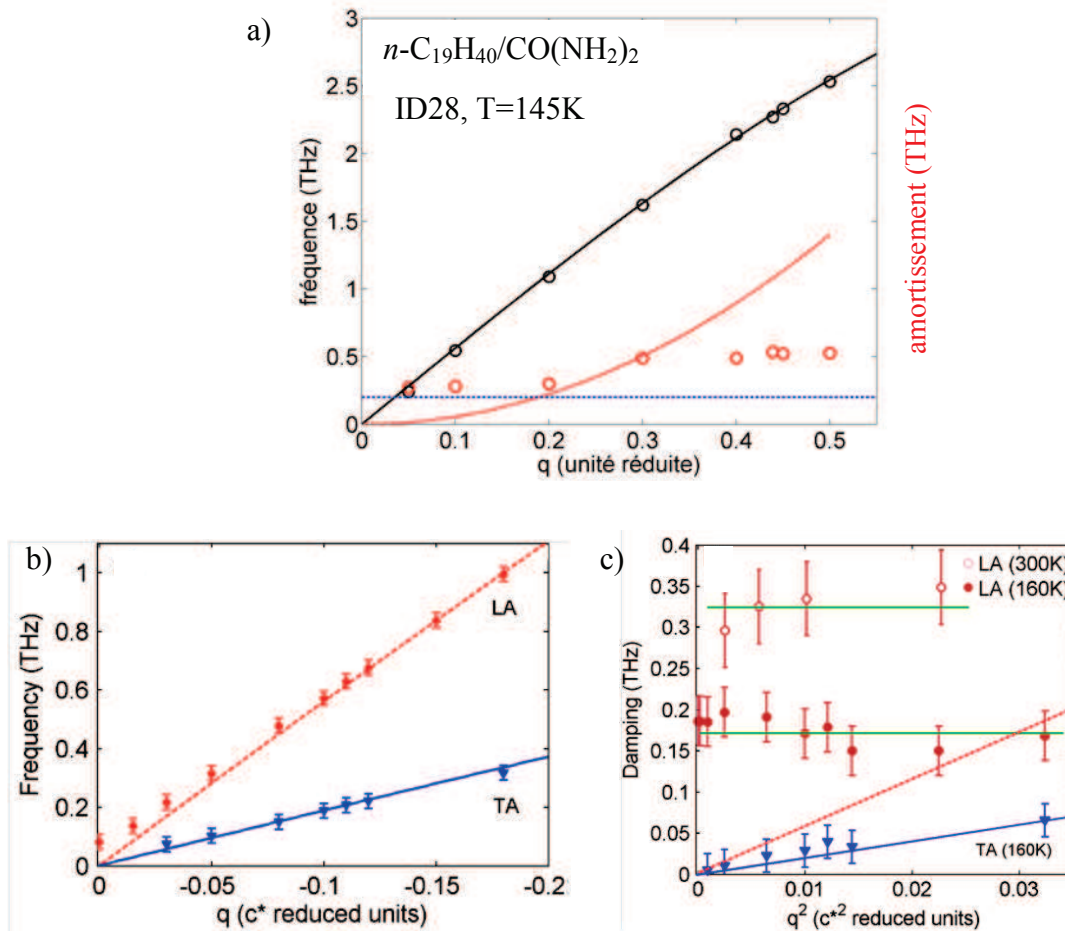 a)
n-C19H40/CO(NH2)2
ID28, T=145K
fréquence (THz)
amortissement (THz)
3
2.5
2
1.5
1
0.5
0
0 0.1 0.2 0.3 0.4 0.5
q (unité réduite)
b)
Frequency (THz)
1
0.8
0.6
0.4
0.2
0
LA
TA
0 -0.05 -0.1 -0.15 -0.2
q (c* reduced units)
c)
Damping (THz)
0.4
0.35
0.3
0.25
0.2
0.15
0.1
0.05
0
LA (300K)
LA (160K)
TA (160K)
0 0.01 0.02 0.03
q² (c*² reduced units)